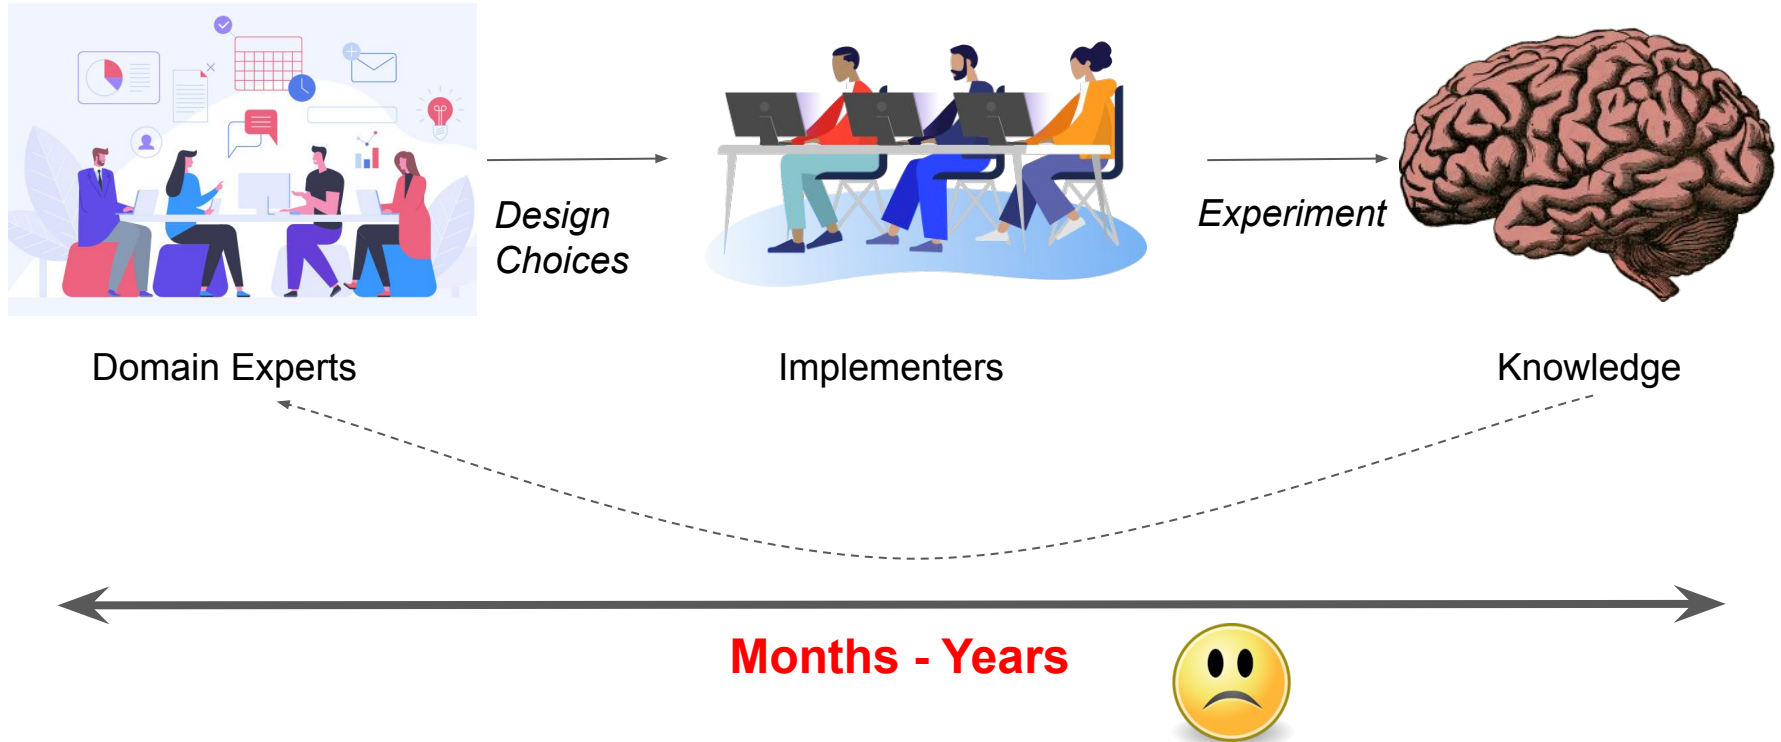 Design
Choices
Experiment
Domain Experts
Implementers
Knowledge
Months - Years